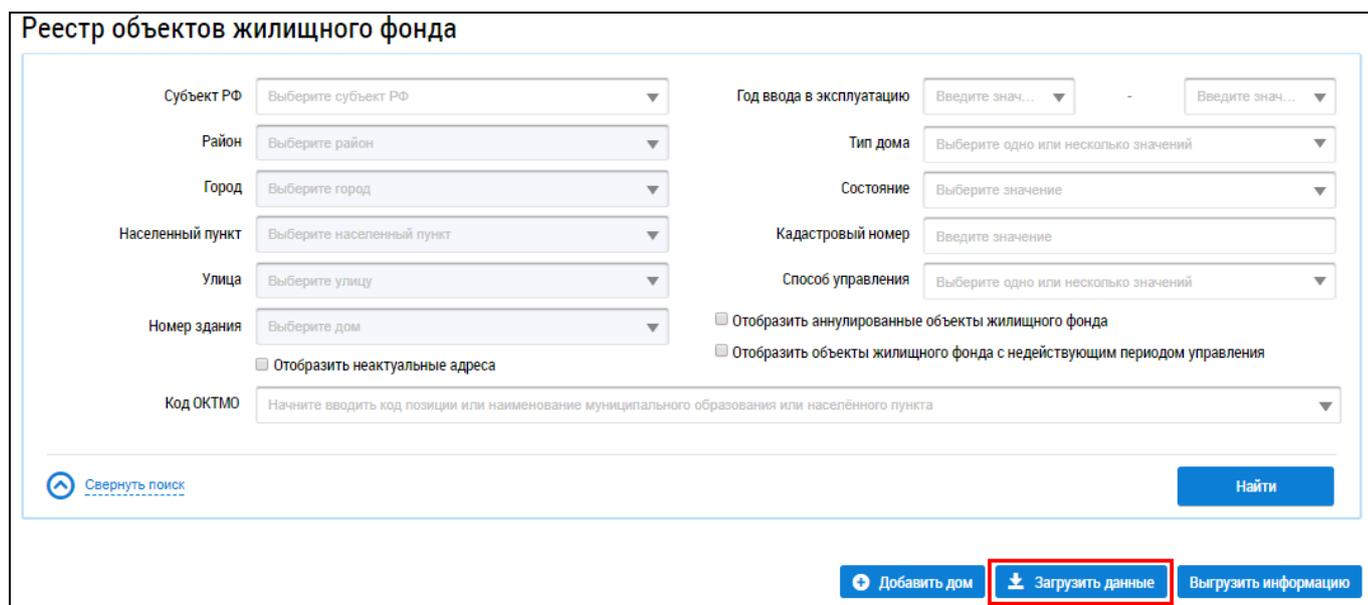 Реестр объектов жилищного фонда
Субъект РФ Выберите субъект РФ
Район Выберите район
Город Выберите город
Населенный пункт Выберите населенный пункт
Улица Выберите улицу
Номер здания Выберите дом
Отобразить неактуальные адреса
Год ввода в эксплуатацию Введите знач... - Введите знач...
Тип дома Выберите одно или несколько значений
Состояние Выберите значение
Кадастровый номер Введите значение
Способ управления Выберите одно или несколько значений
Отобразить аннулированные объекты жилищного фонда
Отобразить объекты жилищного фонда с недействующим периодом управления
Код ОКТМО Начните вводить код позиции или наименование муниципального образования или населённого пункта
Свернуть поиск Найти
Добавить дом Загрузить данные Выгрузить информацию